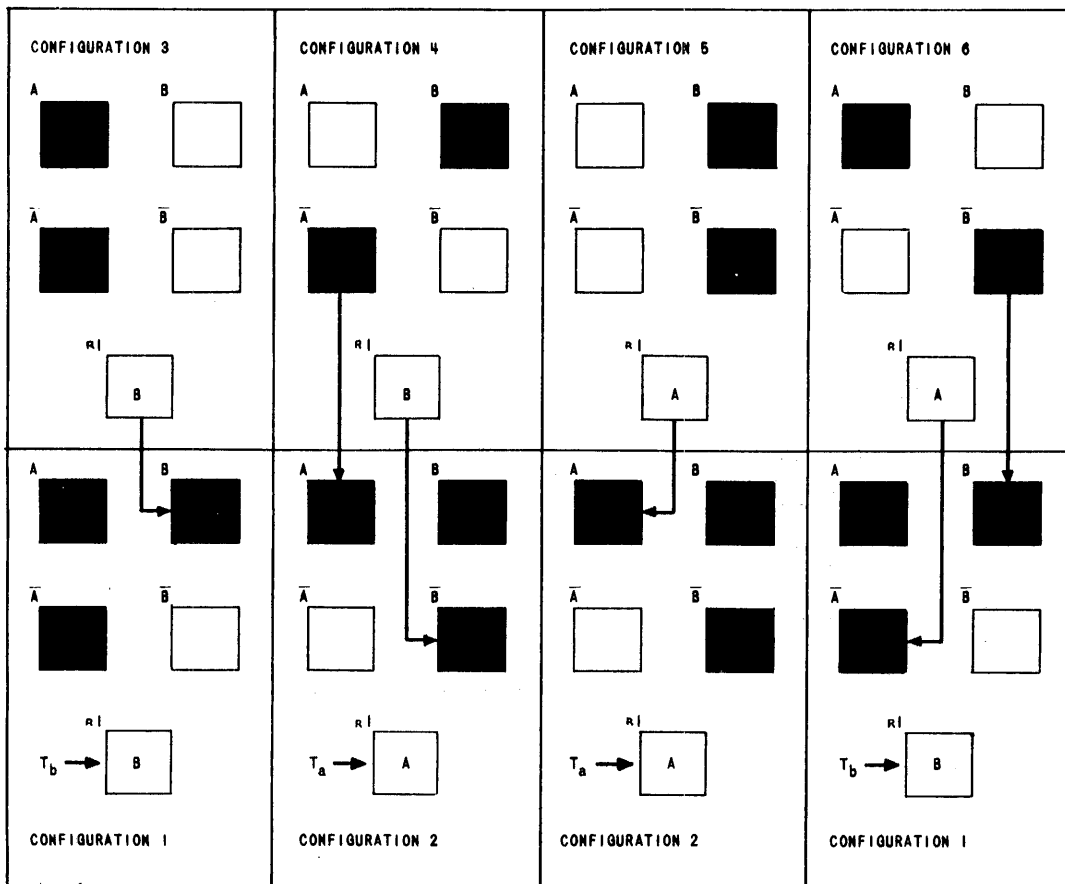 CONFIGURATION 3
CONFIGURATION 4
CONFIGURATION 5
CONFIGURATION 6
A B
A B
A B
A B
A̅ B̅
A̅ B̅
A̅ B̅
A̅ B̅
B
B
A
A
A B
A B
A B
A B
A̅ B̅
A̅ B̅
A̅ B̅
A̅ B̅
T_b B
T_a A
T_a A
T_b B
CONFIGURATION 1
CONFIGURATION 2
CONFIGURATION 2
CONFIGURATION 1